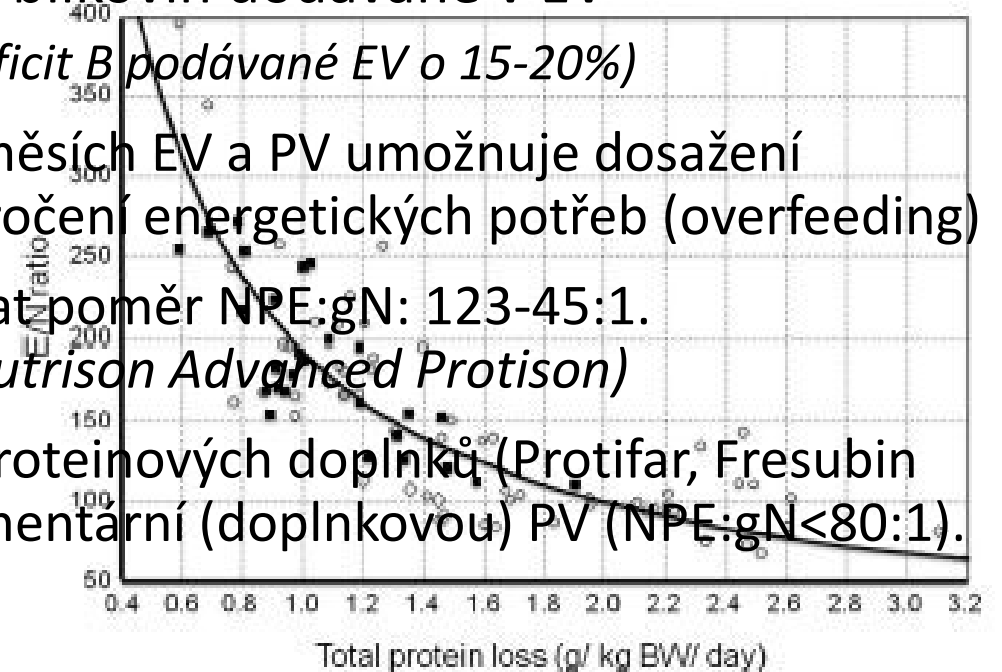 400
ficit B podávané EV o 15-20%)
350
ěsích EV a PV umožnuje dosažení
300
očení energetických potřeb (overfeeding)
250
E/N ratio
at poměr NPE:gN: 123-45:1.
200
utrison Advanced Protison)
150
roteinových doplnků (Protifar, Fresubin
100
mentární (doplnkovou) PV (NPE:gN<80:1).
50
0.4 0.6 0.8 1.0 1.2 1.4 1.6 1.8 2.0 2.2 2.4 2.6 2.8 3.0 3.2
Total protein loss (g/ kg BW/ day)